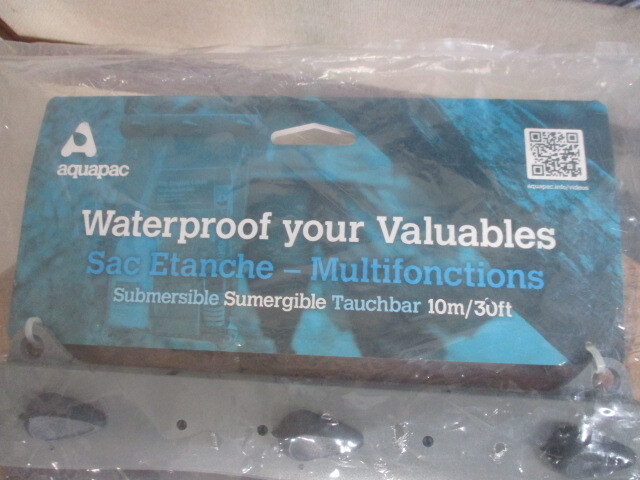 aquapac
aquapac.info/videos
Waterproof your Valuables
Sac Etanche – Multifonctions
Submersible Sumergible Tauchbar 10m/30ft